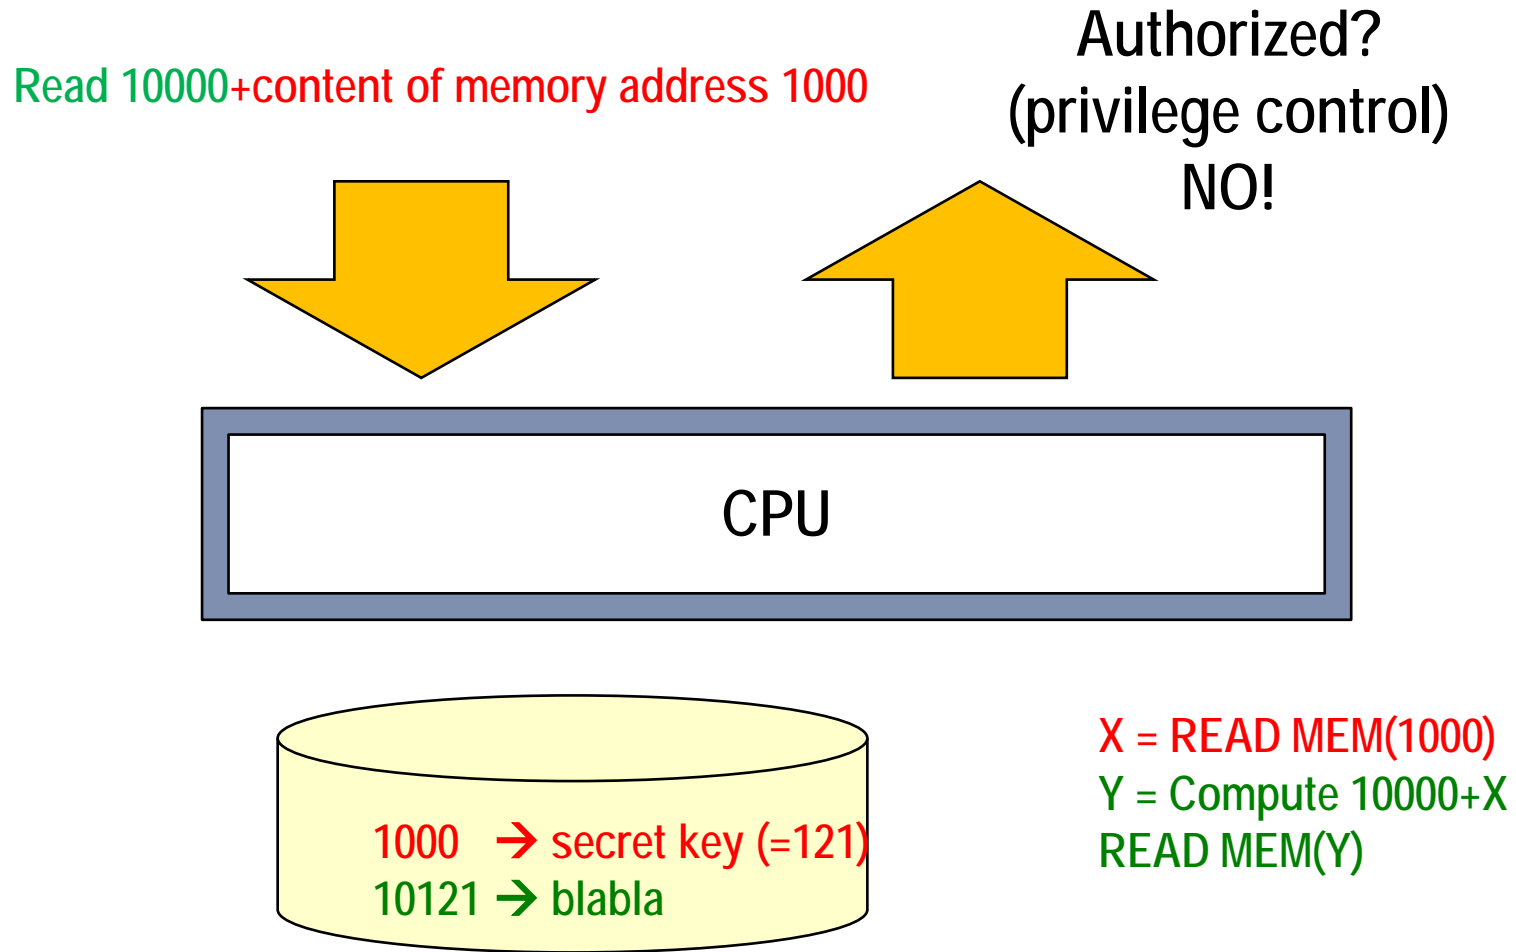 Read 10000+content of memory address 1000
Authorized?
(privilege control)
NO!
CPU
1000 → secret key (=121)
10121 → blabla
X = READ MEM(1000)
Y = Compute 10000+X
READ MEM(Y)